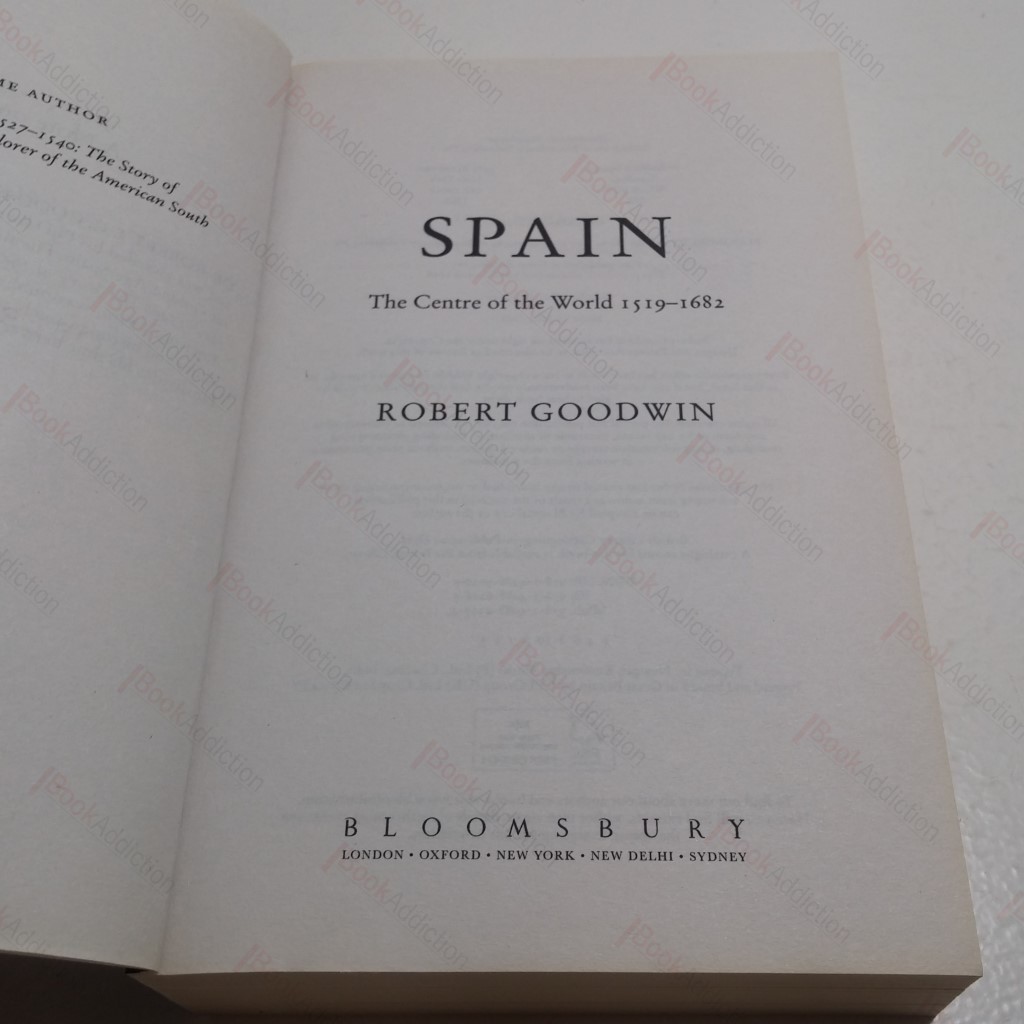 ME AUTHOR
527–1540: The Story of
lorer of the American South
SPAIN
The Centre of the World 1519–1682
ROBERT GOODWIN
BLOOMSBURY
LONDON • OXFORD • NEW YORK • NEW DELHI • SYDNEY
BookAddiction